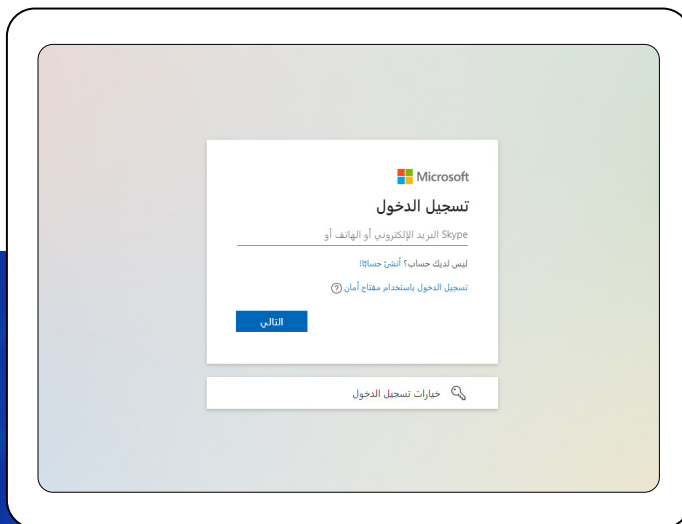 Microsoft
تسجيل الدخول
البريد الإلكتروني أو الهاتف أو Skype
ليس لديك حساب؟ أنشئ حسابًا!
تسجيل الدخول باستخدام مفتاح أمان
التالي
خيارات تسجيل الدخول